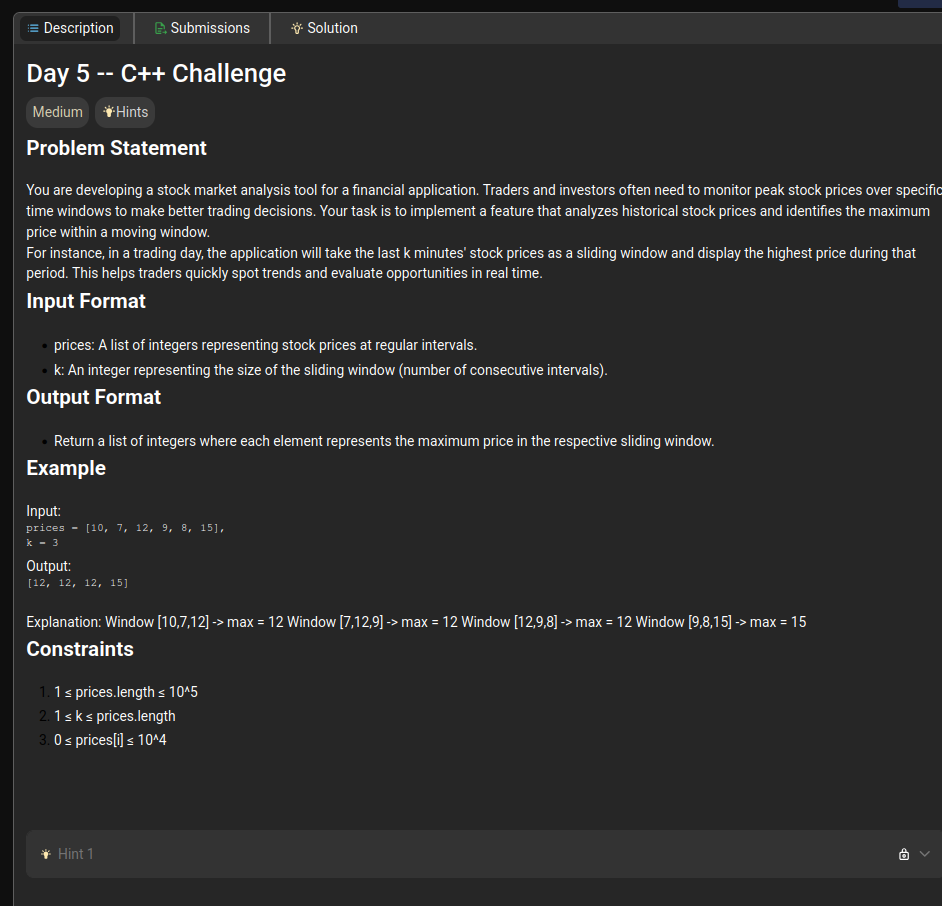 Description
Submissions
Solution
Day 5 -- C++ Challenge
Medium
Hints
Problem Statement
You are developing a stock market analysis tool for a financial application. Traders and investors often need to monitor peak stock prices over specific
time windows to make better trading decisions. Your task is to implement a feature that analyzes historical stock prices and identifies the maximum
price within a moving window.
For instance, in a trading day, the application will take the last k minutes' stock prices as a sliding window and display the highest price during that
period. This helps traders quickly spot trends and evaluate opportunities in real time.
Input Format
• prices: A list of integers representing stock prices at regular intervals.
• k: An integer representing the size of the sliding window (number of consecutive intervals).
Output Format
• Return a list of integers where each element represents the maximum price in the respective sliding window.
Example
Input:
prices = [10, 7, 12, 9, 8, 15],
k = 3
Output:
[12, 12, 12, 15]
Explanation: Window [10,7,12] -> max = 12 Window [7,12,9] -> max = 12 Window [12,9,8] -> max = 12 Window [9,8,15] -> max = 15
Constraints
1. 1 ≤ prices.length ≤ 10^5
2. 1 ≤ k ≤ prices.length
3. 0 ≤ prices[i] ≤ 10^4
Hint 1